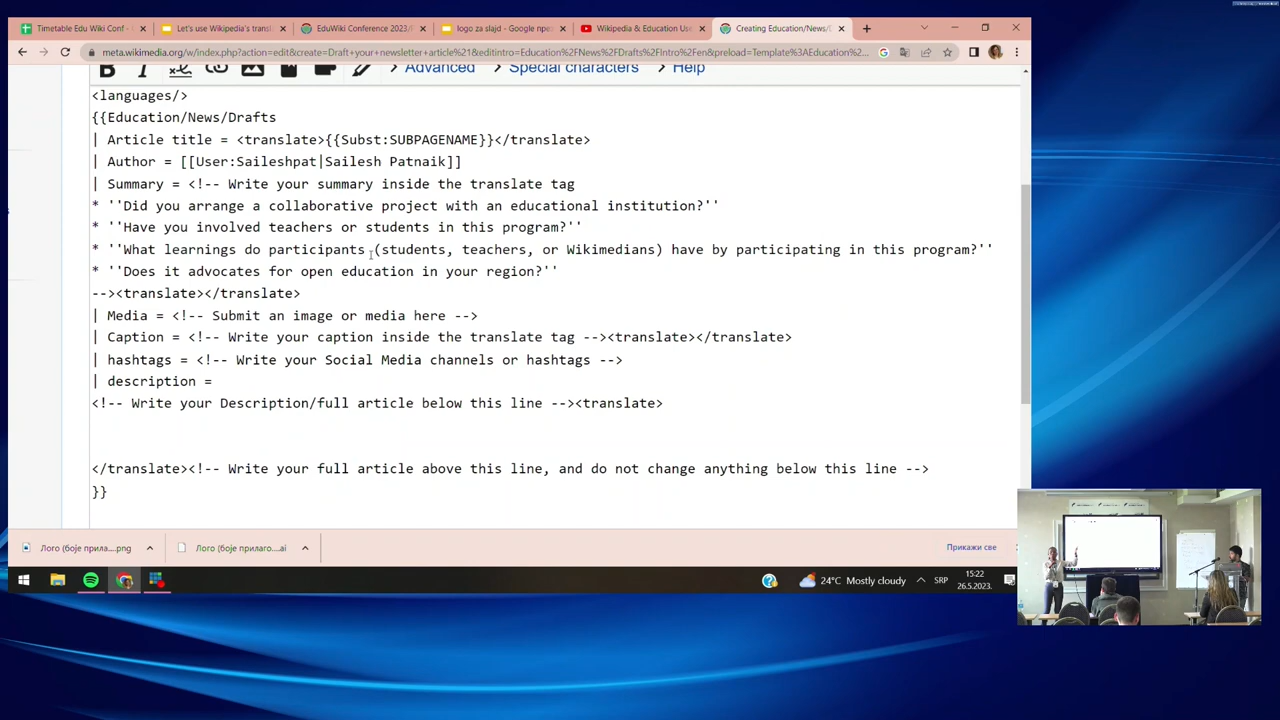 Timetable Edu Wiki Conf -
Let's use Wikipedia's trans
EduWiki Conference 2023/
logo za slajd - Google през
Wikipedia & Education Use
Creating Education/News/D
meta.wikimedia.org/w/index.php?action=edit&create=Draft+your+newsletter+article%21&editintro=Education%2FNews%2FDrafts%2FIntro%2Fen&preload=Template%3AEducation%2...
Advanced
Special characters
Help
<languages/>
{{Education/News/Drafts
| Article title = <translate>{{Subst:SUBPAGENAME}}</translate>
| Author = [[User:Saileshpat|Sailesh Patnaik]]
| Summary = <!-- Write your summary inside the translate tag
* ''Did you arrange a collaborative project with an educational institution?''
* ''Have you involved teachers or students in this program?''
* ''What learnings do participants (students, teachers, or Wikimedians) have by participating in this program?''
* ''Does it advocates for open education in your region?''
--><translate></translate>
| Media = <!-- Submit an image or media here -->
| Caption = <!-- Write your caption inside the translate tag --><translate></translate>
| hashtags = <!-- Write your Social Media channels or hashtags -->
| description =
<!-- Write your Description/full article below this line --><translate>
</translate><!-- Write your full article above this line, and do not change anything below this line -->
}}
Лого (боје прила....png
Лого (боје прилаго....ai
Прикажи све
24°C Mostly cloudy
SRP
15:22
26.5.2023.